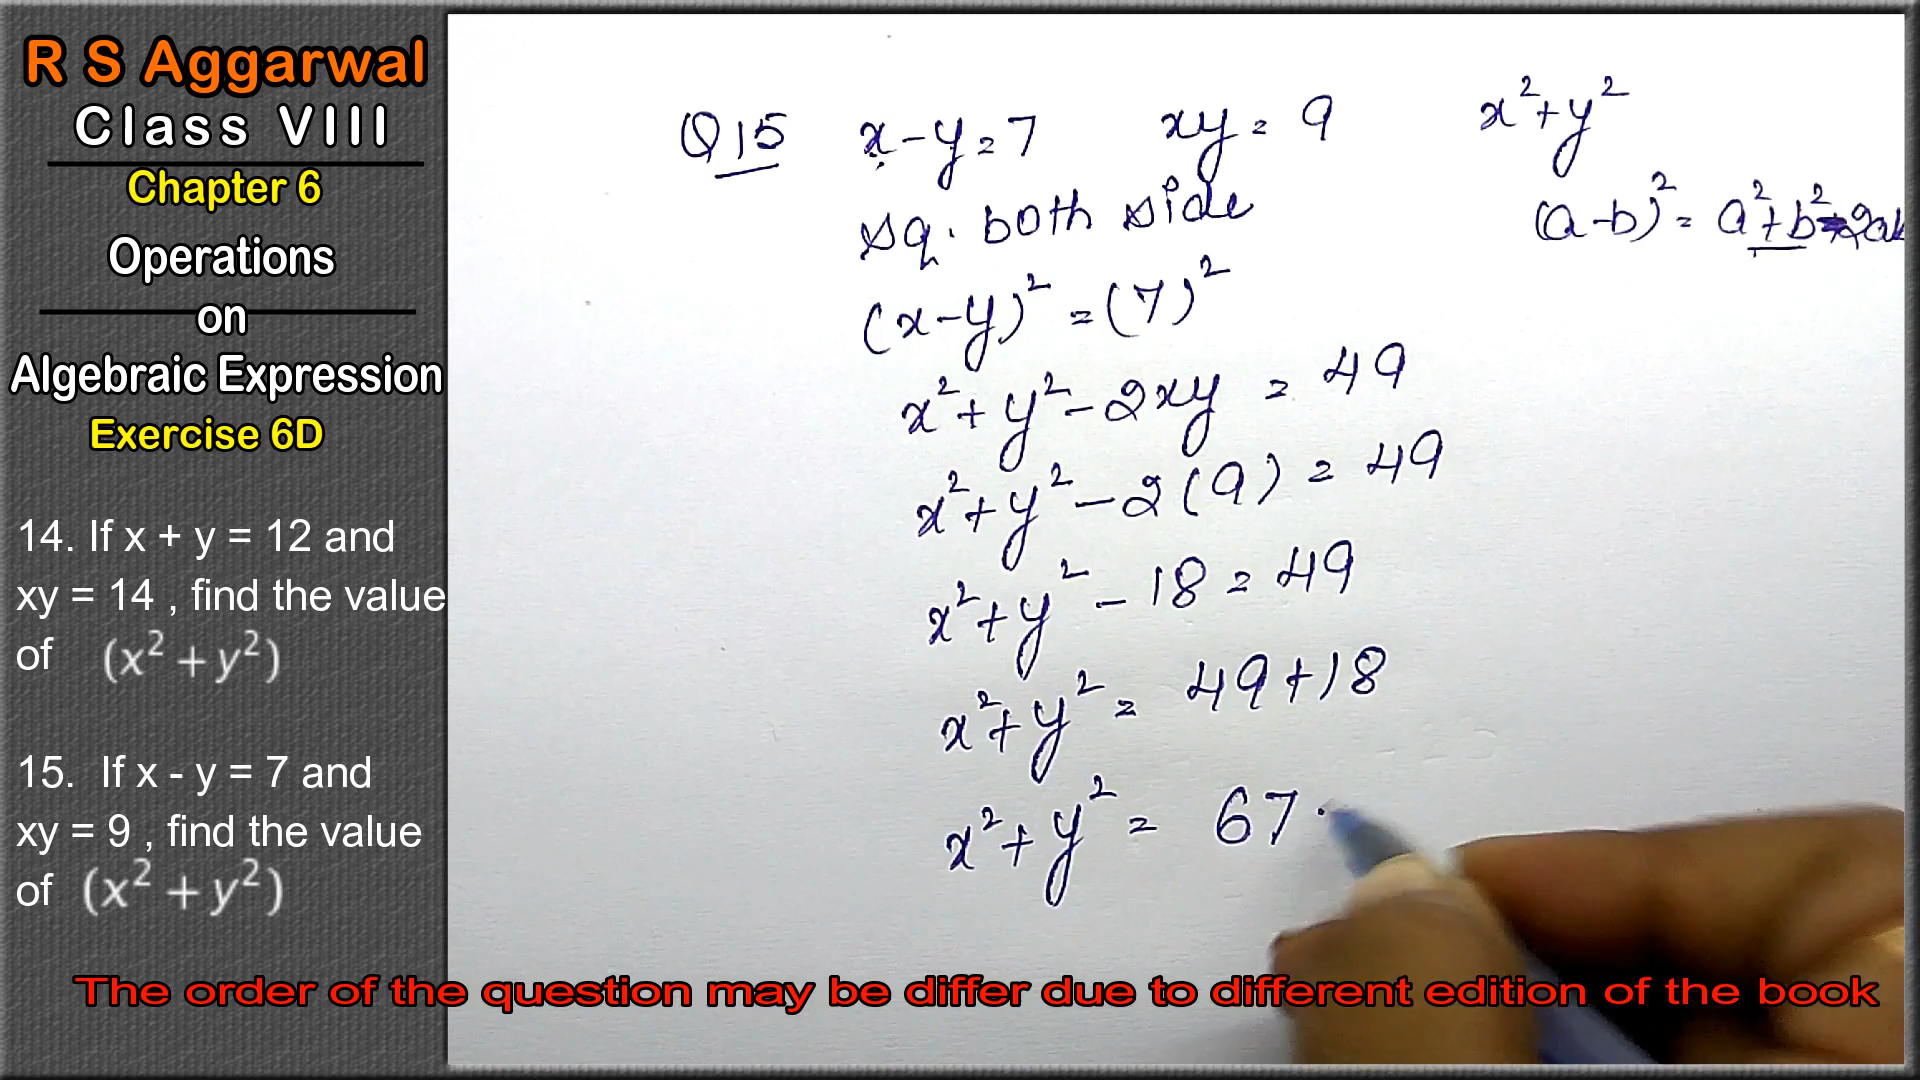 R S Aggarwal
Class VIII
Chapter 6
Operations
on
Algebraic Expression
Exercise 6D
14. If x + y = 12 and
xy = 14 , find the value
of (x² + y²)
15. If x - y = 7 and
xy = 9 , find the value
of (x² + y²)
Q15 x-y=7 xy=9 x²+y²
sq. both side (a-b)²=a²+b²-2ab
(x-y)²=(7)²
x²+y²-2xy=49
x²+y²-2(9)=49
x²+y²-18=49
x²+y²=49+18
x²+y²=67.
The order of the question may be differ due to different edition of the book